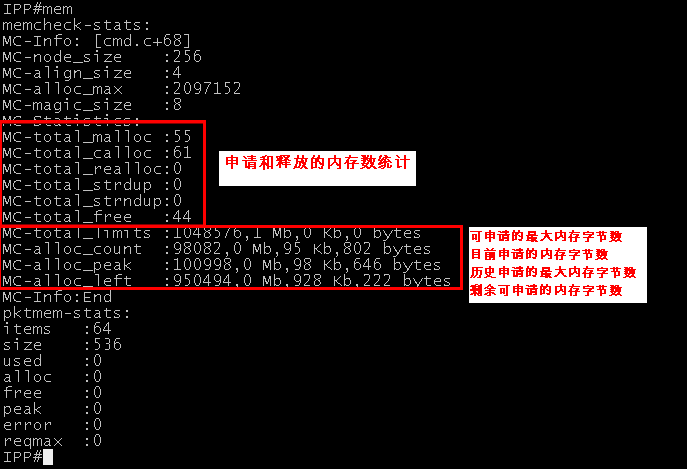 IPP#mem
memcheck-stats:
MC-Info: [cmd.c+68]
MC-node_size :256
MC-align_size :4
MC-alloc_max :2097152
MC-magic_size :8
MC-Statistics:
MC-total_malloc :55
MC-total_calloc :61
MC-total_realloc:0
MC-total_strdup :0
MC-total_strndup:0
MC-total_free :44
申请和释放的内存数统计
MC-total_limits :1048576,1 Mb,0 Kb,0 bytes
MC-alloc_count :98082,0 Mb,95 Kb,802 bytes
MC-alloc_peak :100998,0 Mb,98 Kb,646 bytes
MC-alloc_left :950494,0 Mb,928 Kb,222 bytes
可申请的最大内存字节数
目前申请的内存字节数
历史申请的最大内存字节数
剩余可申请的内存字节数
MC-Info:End
pktmem-stats:
items :64
size :536
used :0
alloc :0
free :0
peak :0
error :0
reqmax :0
IPP#